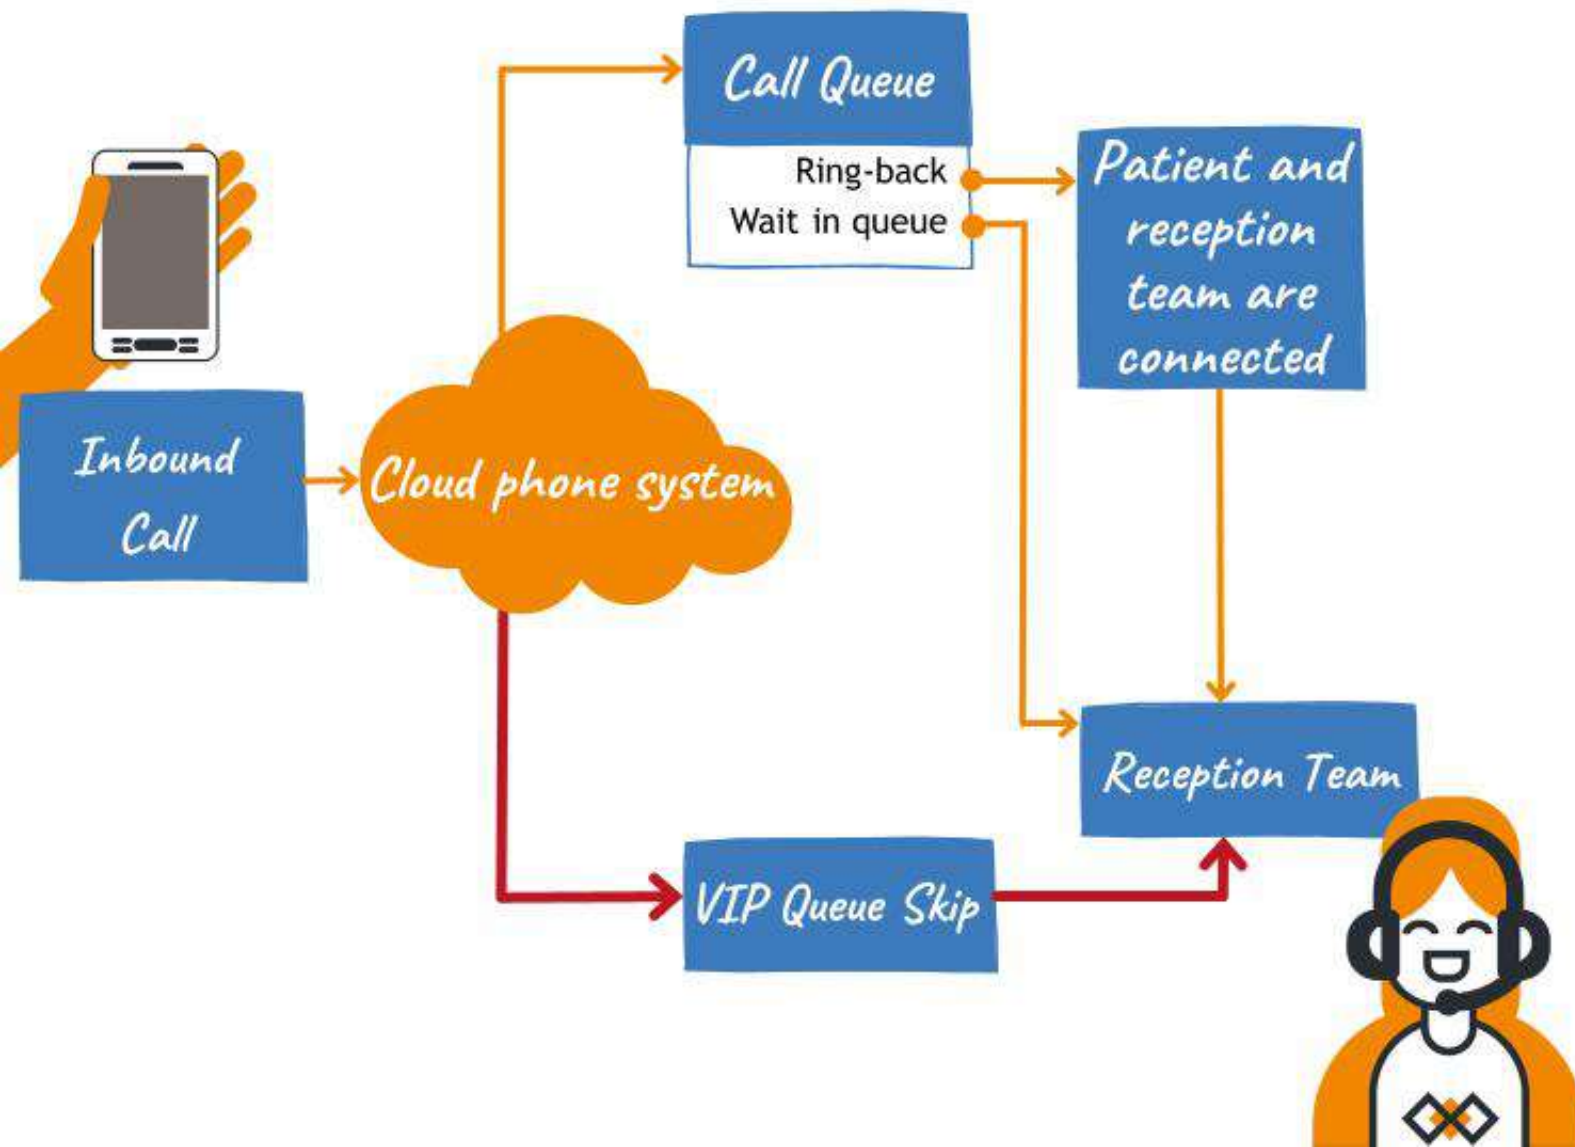 Call Queue
Ring-back
Wait in queue
Patient and
reception
team are
connected
Inbound
Call
Cloud phone system
Reception Team
VIP Queue Skip